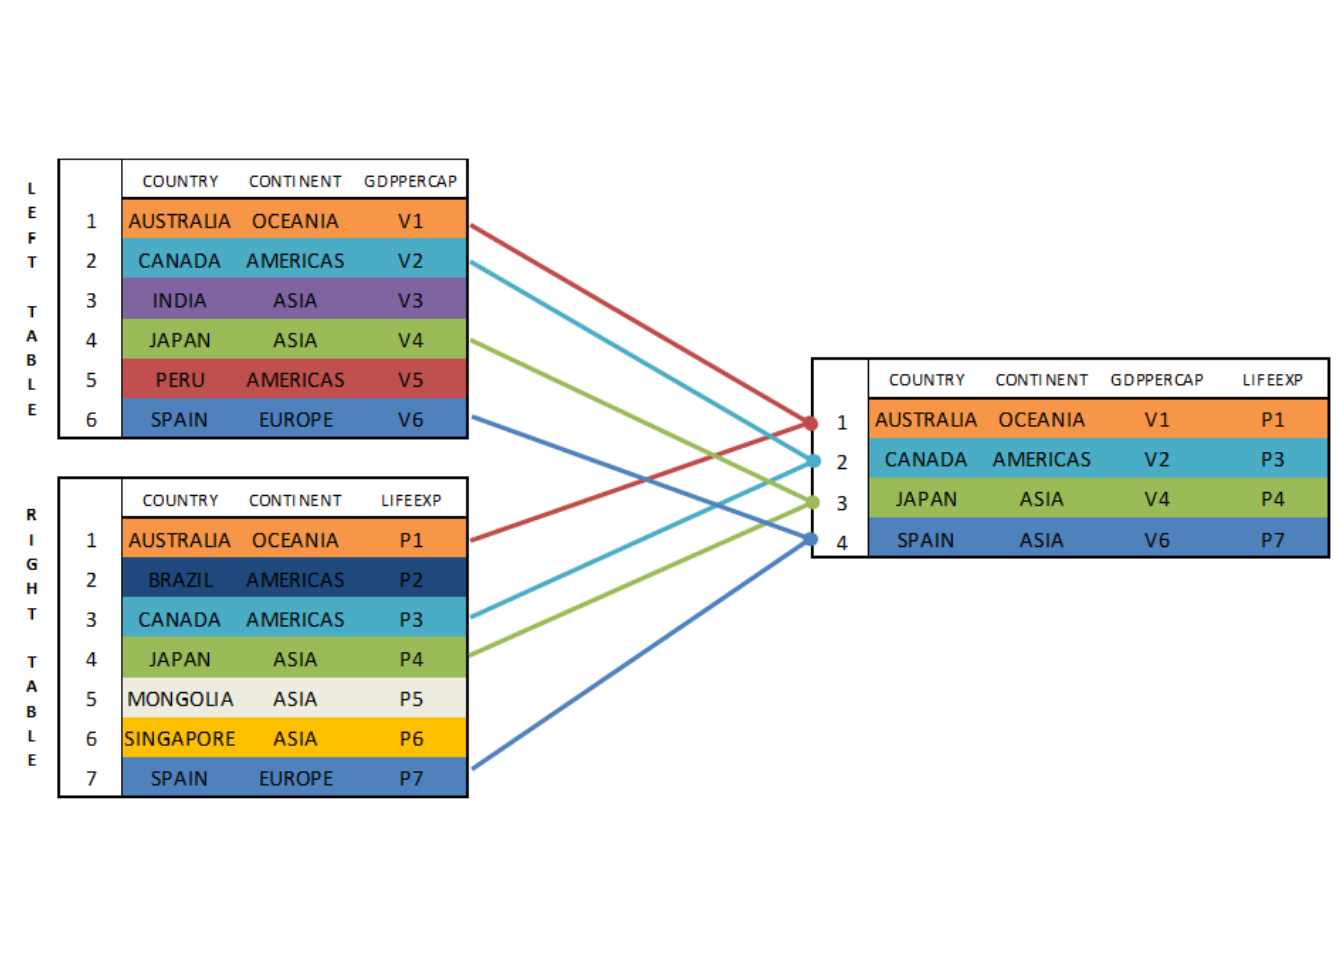 LEFT TABLE
COUNTRY CONTINENT GDPPERCAP
1 AUSTRALIA OCEANIA V1
2 CANADA AMERICAS V2
3 INDIA ASIA V3
4 JAPAN ASIA V4
5 PERU AMERICAS V5
6 SPAIN EUROPE V6
RIGHT TABLE
COUNTRY CONTINENT LIFEEXP
1 AUSTRALIA OCEANIA P1
2 BRAZIL AMERICAS P2
3 CANADA AMERICAS P3
4 JAPAN ASIA P4
5 MONGOLIA ASIA P5
6 SINGAPORE ASIA P6
7 SPAIN EUROPE P7
COUNTRY CONTINENT GDPPERCAP LIFEEXP
1 AUSTRALIA OCEANIA V1 P1
2 CANADA AMERICAS V2 P3
3 JAPAN ASIA V4 P4
4 SPAIN ASIA V6 P7